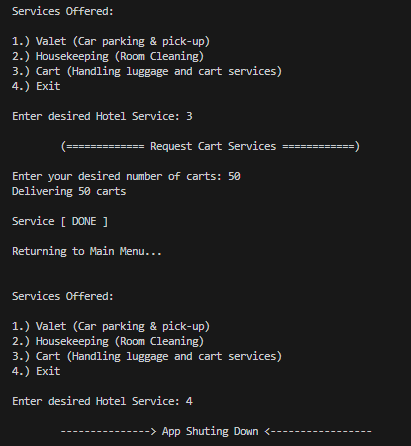 Services Offered:
1.) Valet (Car parking & pick-up)
2.) Housekeeping (Room Cleaning)
3.) Cart (Handling luggage and cart services)
4.) Exit
Enter desired Hotel Service: 3
(============= Request Cart Services ============)
Enter your desired number of carts: 50
Delivering 50 carts
Service [ DONE ]
Returning to Main Menu...
Services Offered:
1.) Valet (Car parking & pick-up)
2.) Housekeeping (Room Cleaning)
3.) Cart (Handling luggage and cart services)
4.) Exit
Enter desired Hotel Service: 4
---------------> App Shuting Down <-----------------